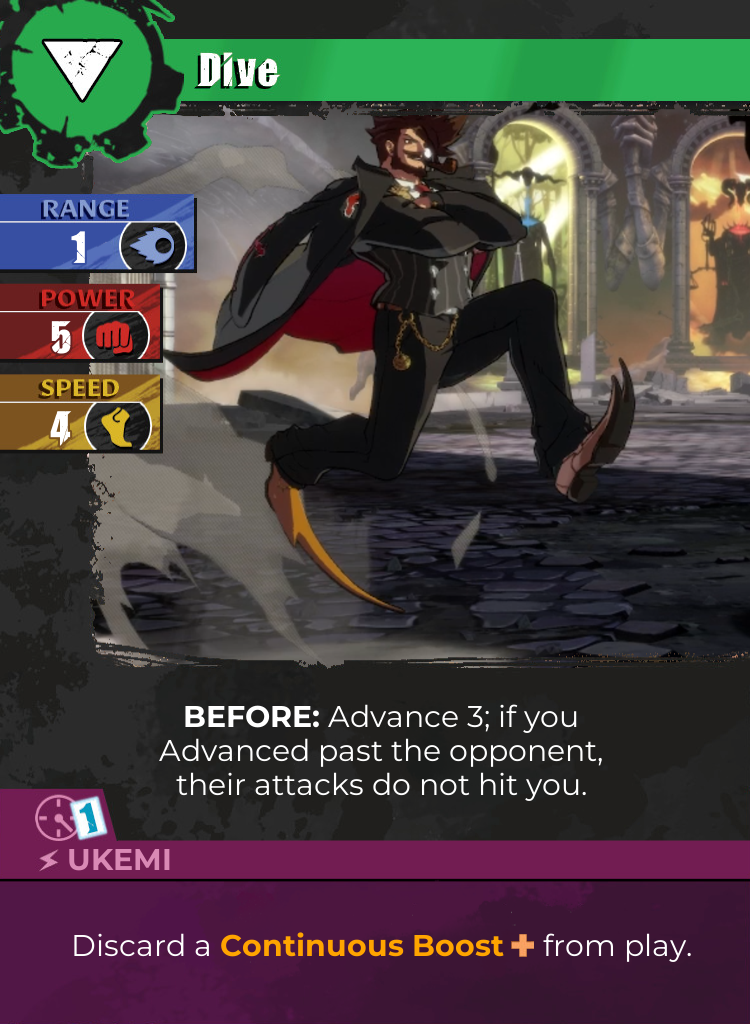 Dive
RANGE
1
POWER
5
SPEED
4
BEFORE: Advance 3; if you
Advanced past the opponent,
their attacks do not hit you.
1
UKEMI
Discard a Continuous Boost + from play.